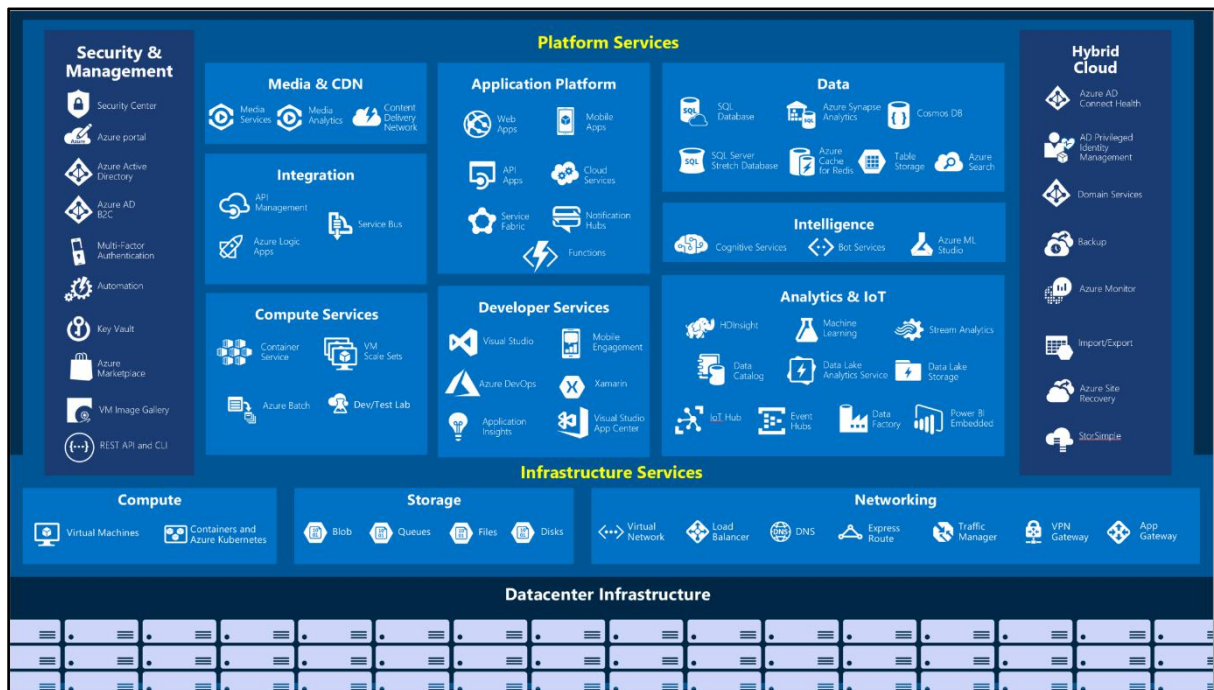 Platform Services
Security &
Management
Security Center
Azure portal
Azure Active
Directory
Azure AD
B2C
Multi-Factor
Authentication
Automation
Key Vault
Azure
Marketplace
VM Image Gallery
REST API and CLI
Media & CDN
Media
Services
Media
Analytics
Content
Delivery
Network
Integration
API
Management
Service Bus
Azure Logic
Apps
Compute Services
Container
Service
VM
Scale Sets
Azure Batch
Dev/Test Lab
Application Platform
Web
Apps
Mobile
Apps
API
Apps
Cloud
Services
Service
Fabric
Notification
Hubs
Functions
Developer Services
Visual Studio
Mobile
Engagement
Azure DevOps
Xamarin
Application
Insights
Visual Studio
App Center
Data
SQL
SQL
Database
SQL
Azure Synapse
Analytics
Cosmos DB
SQL
SQL Server
Stretch Database
Azure
Cache
for Redis
Table
Storage
Azure
Search
Intelligence
Cognitive Services
Bot Services
Azure ML
Studio
Analytics & IoT
HDInsight
Machine
Learning
Stream Analytics
Data
Catalog
Data Lake
Analytics Service
Data Lake
Storage
IoT Hub
Event
Hubs
Data
Factory
Power BI
Embedded
Hybrid
Cloud
Azure AD
Connect Health
AD Privileged
Identity
Management
Domain Services
Backup
Azure Monitor
Import/Export
Azure Site
Recovery
StorSimple
Infrastructure Services
Compute
Virtual Machines
Containers and
Azure Kubernetes
Storage
Blob
Queues
Files
Disks
Networking
Virtual
Network
Load
Balancer
DNS
DNS
Express
Route
Traffic
Manager
VPN
Gateway
App
Gateway
Datacenter Infrastructure